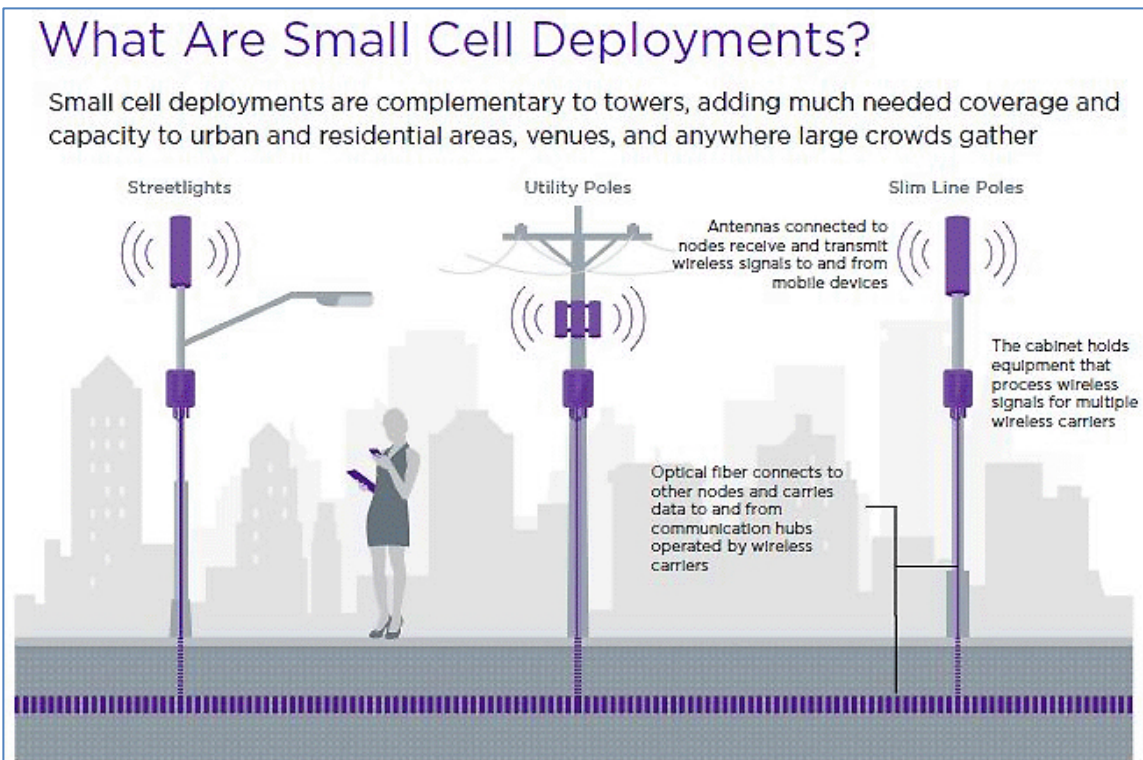 What Are Small Cell Deployments?
Small cell deployments are complementary to towers, adding much needed coverage and
capacity to urban and residential areas, venues, and anywhere large crowds gather
Streetlights
Utility Poles
Slim Line Poles
Antennas connected to
nodes receive and transmit
wireless signals to and from
mobile devices
The cabinet holds
equipment that
process wireless
signals for multiple
wireless carriers
Optical fiber connects to
other nodes and carries
data to and from
communication hubs
operated by wireless
carriers